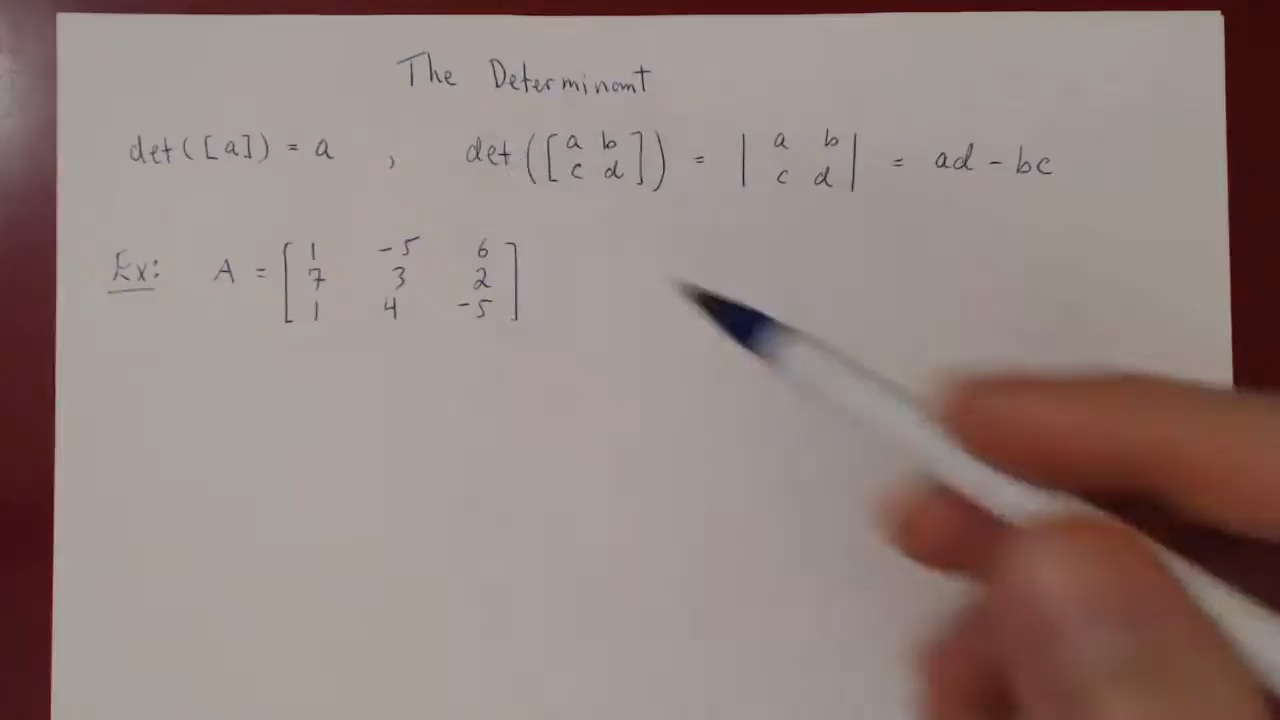 The Determinant
det([a]) = a , det([a b c d]) = | a b c d | = ad - bc
Ex: A = [1 -5 6
7 3 2
1 4 -5]